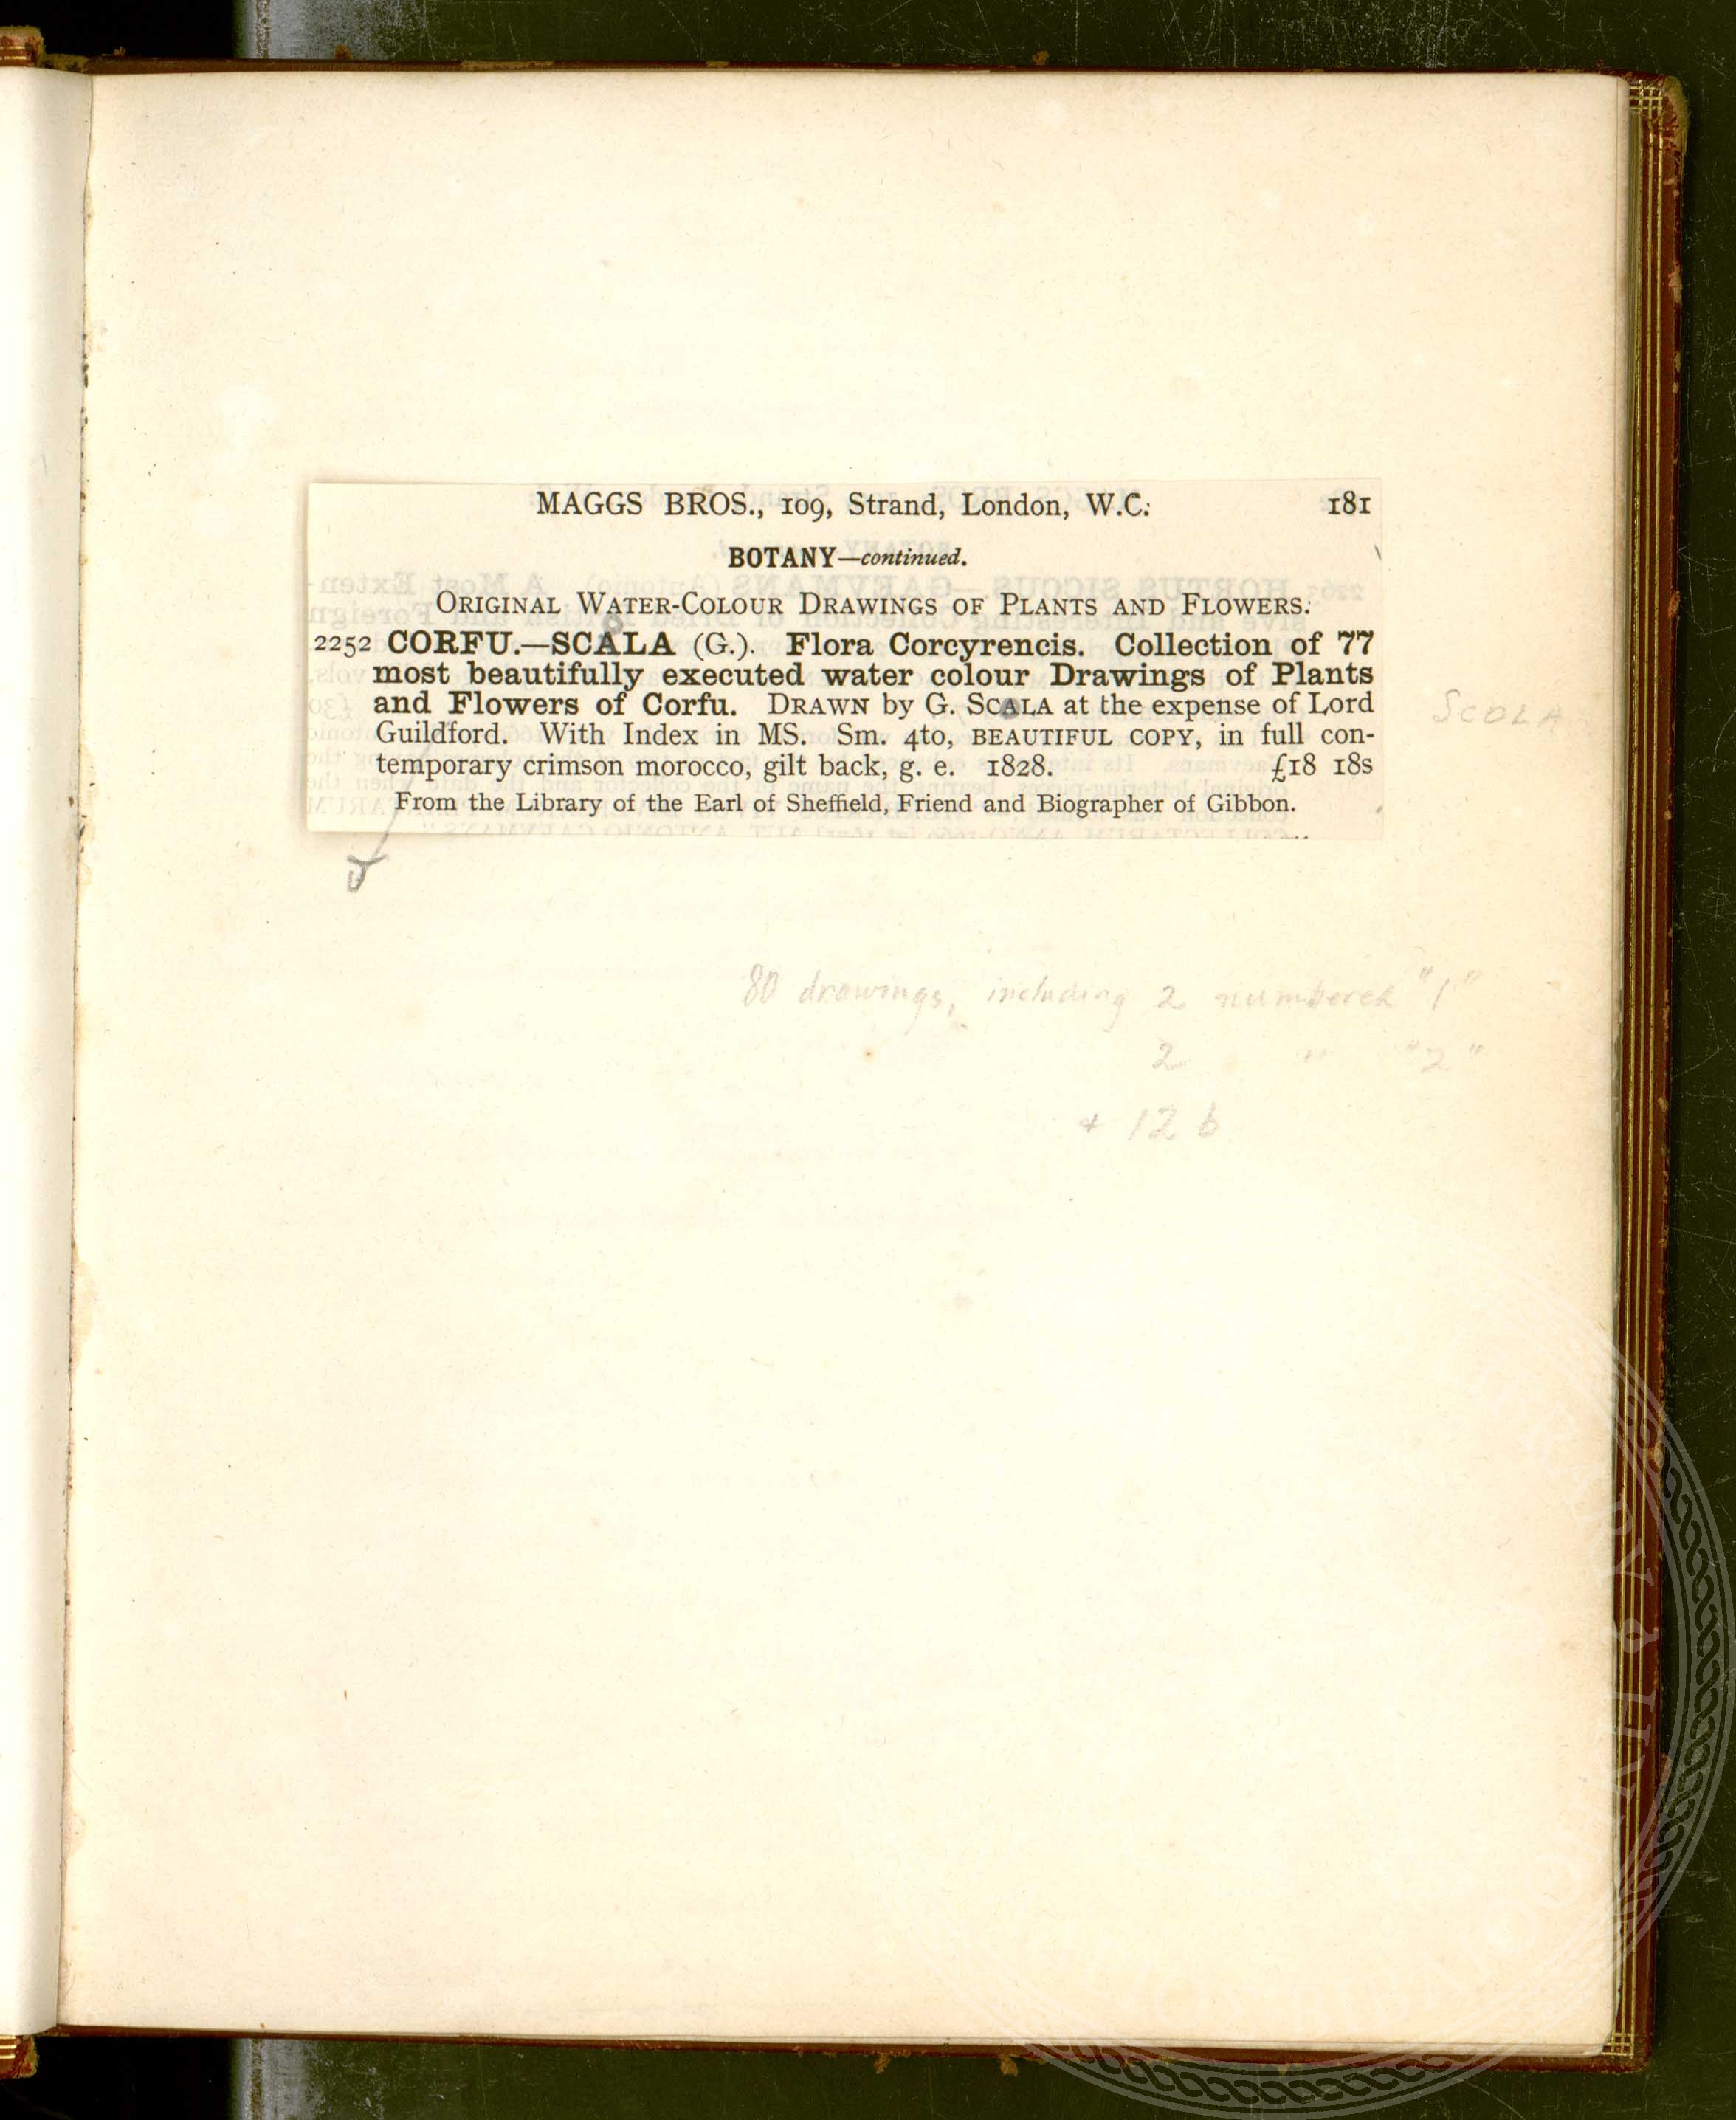 MAGGS BROS., 109, Strand, London, W.C. 181
BOTANY—continued.
ORIGINAL WATER-COLOUR DRAWINGS OF PLANTS AND FLOWERS.
2252 CORFU.—SCALA (G.). Flora Corcyrencis. Collection of 77
most beautifully executed water colour Drawings of Plants
and Flowers of Corfu. DRAWN by G. SCALA at the expense of Lord
SCOLA
Guildford. With Index in MS. Sm. 4to, BEAUTIFUL COPY, in full con-
temporary crimson morocco, gilt back, g. e. 1828. £18 18s
From the Library of the Earl of Sheffield, Friend and Biographer of Gibbon.
80 drawings, including 2 numbered "1"
2 " "2"
+ 12 b